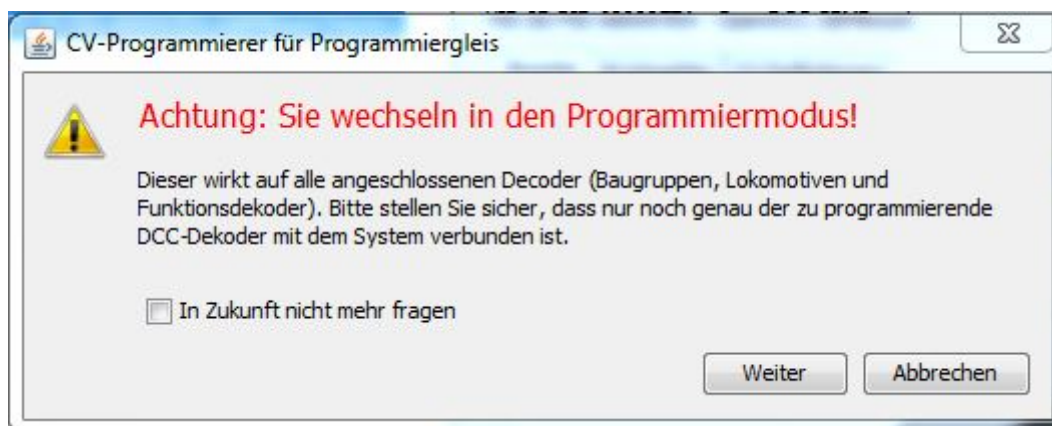 CV-Programmierer für Programmiergleis
Achtung: Sie wechseln in den Programmiermodus!
Dieser wirkt auf alle angeschlossenen Decoder (Baugruppen, Lokomotiven und
Funktionsdekoder). Bitte stellen Sie sicher, dass nur noch genau der zu programmierende
DCC-Dekoder mit dem System verbunden ist.
In Zukunft nicht mehr fragen
Weiter Abbrechen